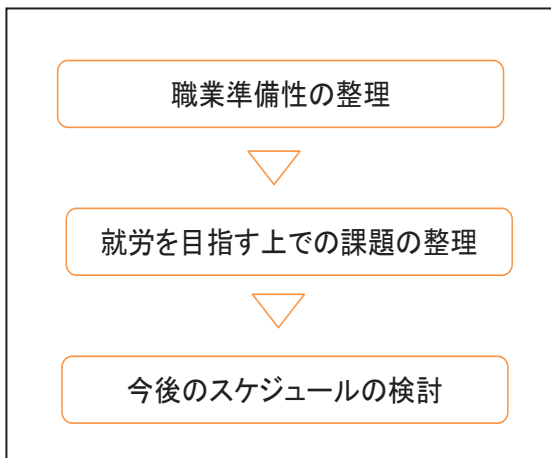 職業準備性の整理
就労を目指す上での課題の整理
今後のスケジュールの検討